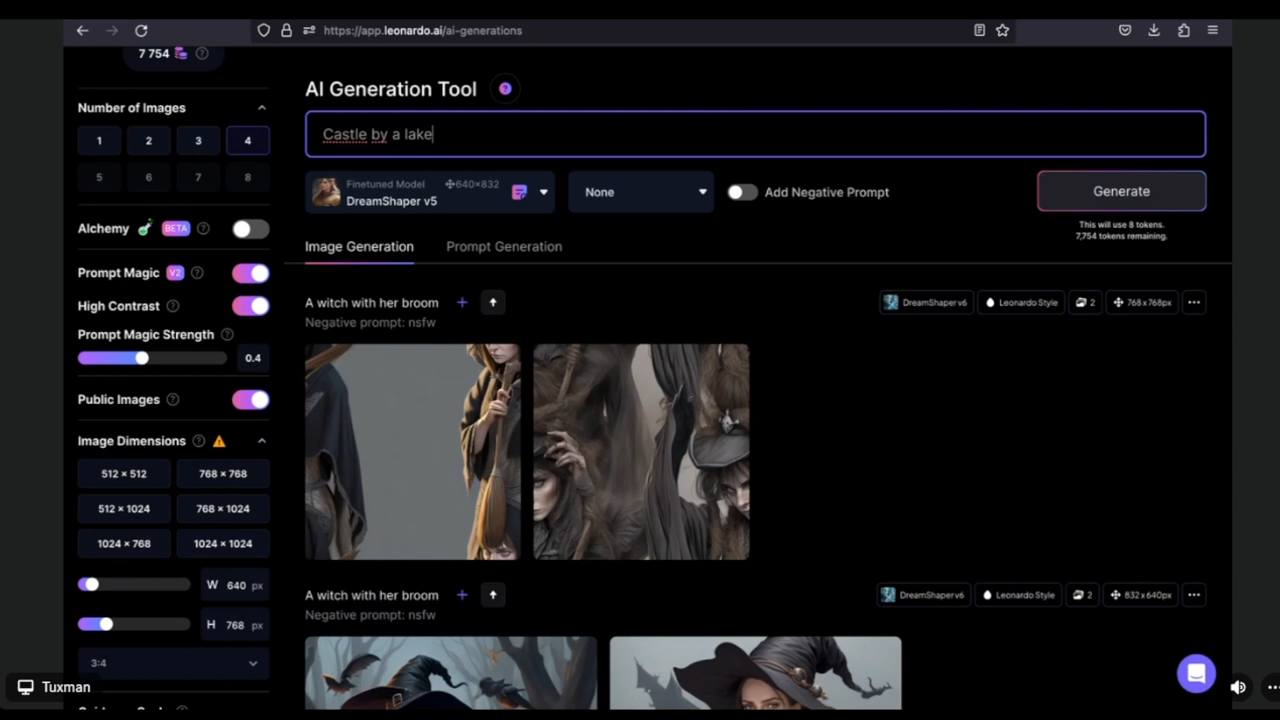 https://app.leonardo.ai/ai-generations
7 754
Number of Images
1 2 3 4
5 6 7 8
Alchemy BETA
Prompt Magic V2
High Contrast
Prompt Magic Strength
0.4
Public Images
Image Dimensions
512 × 512 768 × 768
512 × 1024 768 × 1024
1024 × 768 1024 × 1024
W 640 px
H 768 px
3:4
AI Generation Tool
Castle by a lake
Finetuned Model 640×832
DreamShaper v5
None
Add Negative Prompt
Generate
This will use 8 tokens.
7,754 tokens remaining.
Image Generation Prompt Generation
A witch with her broom
Negative prompt: nsfw
DreamShaper v6 Leonardo Style 2 768 x 768px
A witch with her broom
Negative prompt: nsfw
DreamShaper v6 Leonardo Style 2 832 x 640px
Tuxman